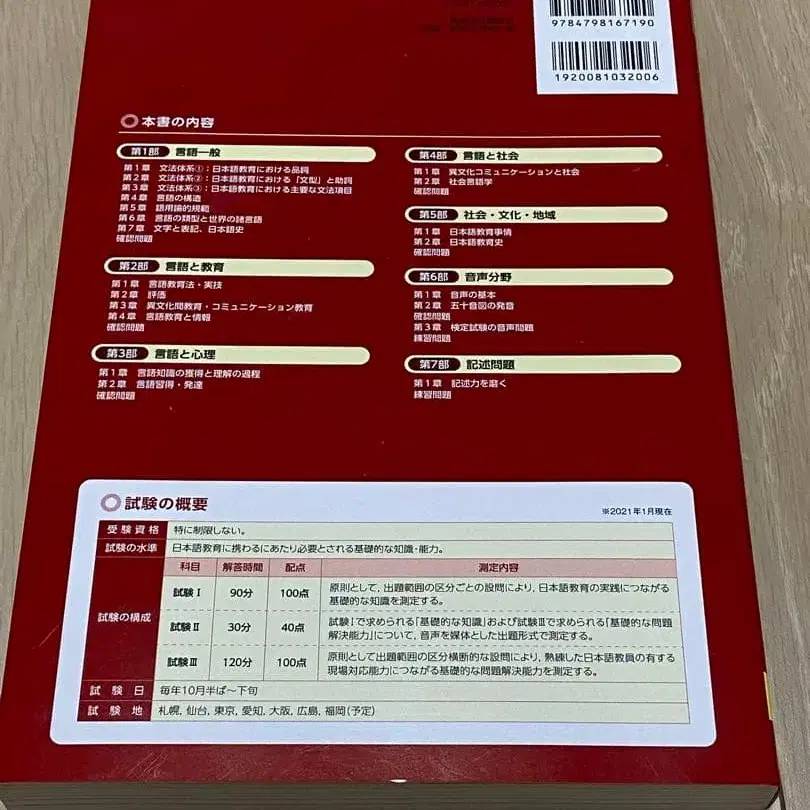 9784798167190
1920081032006
本書の内容
第1部 言語一般
第1章 文法体系①：日本語教育における品詞
第2章 文法体系②：日本語教育における「文型」と助詞
第3章 文法体系③：日本語教育における主要な文法項目
第4章 言語の構造
第5章 語用論的規範
第6章 言語の類型と世界の諸言語
第7章 文字と表記、日本語史
確認問題
第2部 言語と教育
第1章 言語教育法・実技
第2章 評価
第3章 異文化間教育・コミュニケーション教育
第4章 言語教育と情報
確認問題
第3部 言語と心理
第1章 言語知識の獲得と理解の過程
第2章 言語習得・発達
確認問題
第4部 言語と社会
第1章 異文化コミュニケーションと社会
第2章 社会言語学
確認問題
第5部 社会・文化・地域
第1章 日本語教育事情
第2章 日本語教育史
確認問題
第6部 音声分野
第1章 音声の基本
第2章 五十音図の発音
確認問題
第3章 検定試験の音声問題
練習問題
第7部 記述問題
第1章 記述力を磨く
練習問題
試験の概要
※2021年1月現在
受験資格 特に制限しない。
試験の水準 日本語教育に携わるにあたり必要とされる基礎的な知識・能力。
試験の構成
科目 解答時間 配点 測定内容
試験Ⅰ 90分 100点 原則として、出題範囲の区分ごとの設問により、日本語教育の実践につながる
基礎的な知識を測定する。
試験Ⅱ 30分 40点 試験Ⅰで求められる「基礎的な知識」および試験Ⅲで求められる「基礎的な問題
解決能力」について、音声を媒体とした出題形式で測定する。
試験Ⅲ 120分 100点 原則として出題範囲の区分横断的な設問により、熟練した日本語教員の有する
現場対応能力につながる基礎的な問題解決能力を測定する。
試験日 毎年10月半ば～下旬
試験地 札幌、仙台、東京、愛知、大阪、広島、福岡(予定)